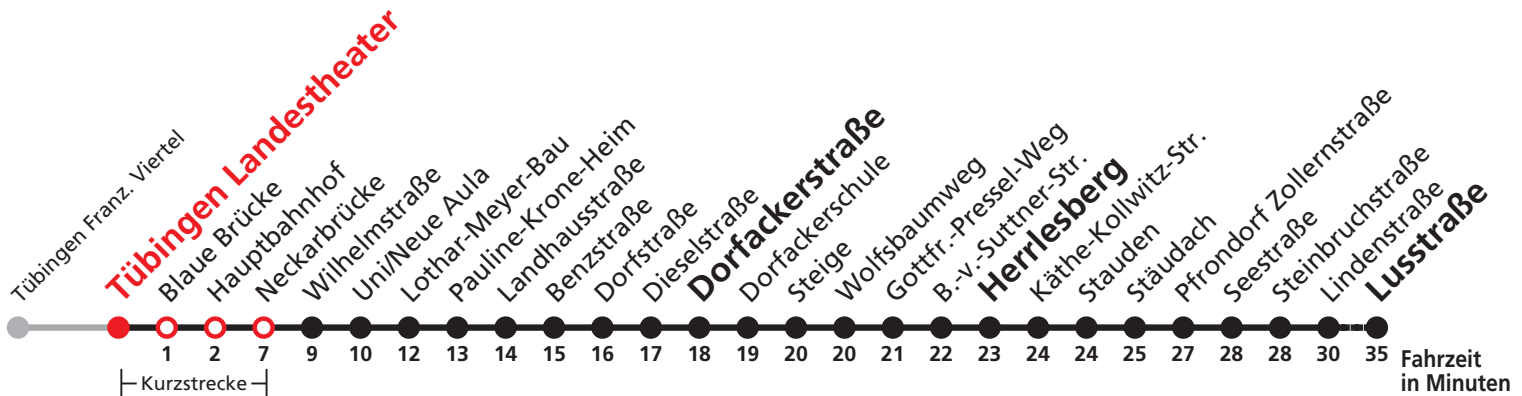 Tübingen Franz. Viertel
Tübingen Landestheater
Blaue Brücke
Hauptbahnhof
Neckarbrücke
Wilhelmstraße
Uni/Neue Aula
Lothar-Meyer-Bau
Pauline-Krone-Heim
Landhausstraße
Benzstraße
Dorfstraße
Dieselstraße
Dorfackerstraße
Dorfackerschule
Steige
Wolfsbaumweg
Gottfr.-Pressel-Weg
B.-v.-Suttner-Str.
Herrlesberg
Käthe-Kollwitz-Str.
Stauden
Stäudach
Pfrondorf Zollernstraße
Seestraße
Steinbruchstraße
Lindenstraße
Lusstraße
1 2 7 9 10 12 13 14 15 16 17 18 19 20 20 21 22 23 24 24 25 27 28 28 30 35
Fahrzeit
in Minuten
Kurzstrecke